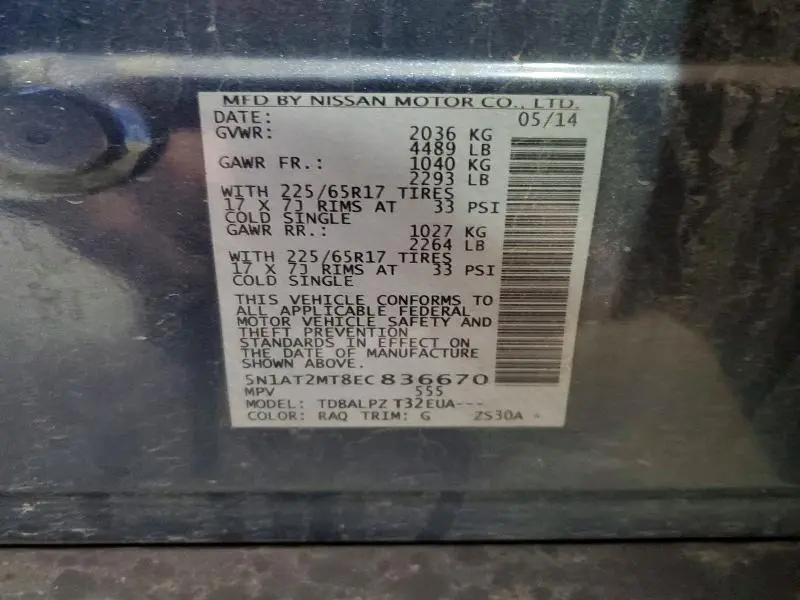 MFD BY NISSAN MOTOR CO., LTD.
DATE: 05/14
GVWR: 2036 KG
4489 LB
GAWR FR.: 1040 KG
2293 LB
WITH 225/65R17 TIRES
17 X 7J RIMS AT 33 PSI
COLD SINGLE
GAWR RR.: 1027 KG
2264 LB
WITH 225/65R17 TIRES
17 X 7J RIMS AT 33 PSI
COLD SINGLE
THIS VEHICLE CONFORMS TO
ALL APPLICABLE FEDERAL
MOTOR VEHICLE SAFETY AND
THEFT PREVENTION
STANDARDS IN EFFECT ON
THE DATE OF MANUFACTURE
SHOWN ABOVE.
5N1AT2MT8EC836670
MPV 555
MODEL: TDBALPZ T32EUA---
COLOR: RAQ TRIM: G ZS30A *